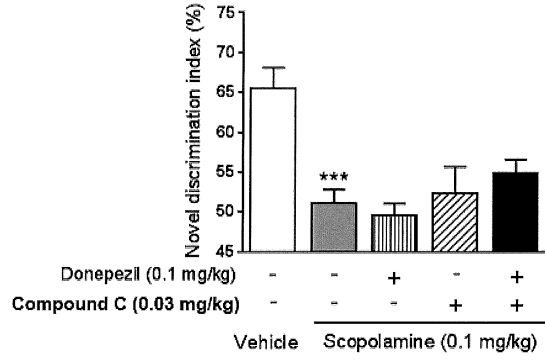 Novel discrimination index (%)
75
70
65
60
55
50
45
***
Donepezil (0.1 mg/kg) - - + - +
Compound C (0.03 mg/kg) - - - + +
Vehicle Scopolamine (0.1 mg/kg)